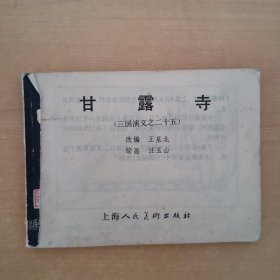 甘露寺
（三国演义之二十五）
改编 王星北
绘画 汪玉山
上海人民美术出版社